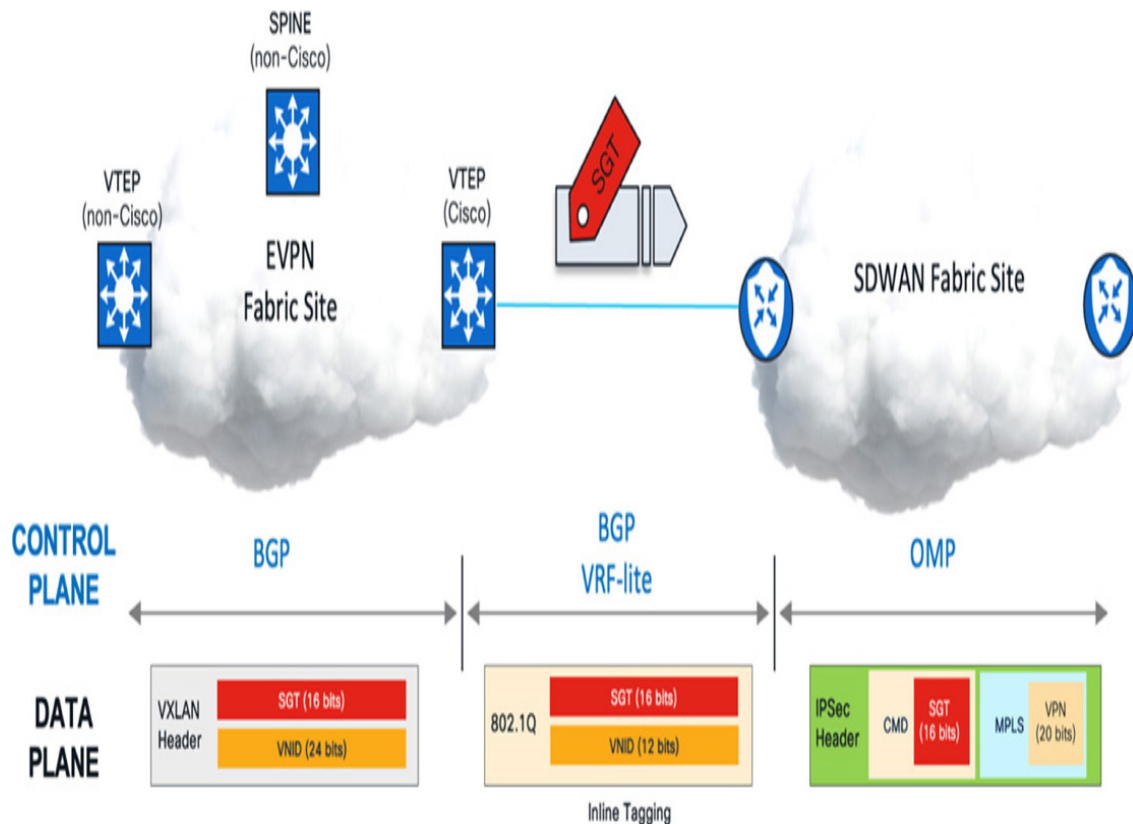 SPINE
(non-Cisco)
VTEP
(non-Cisco)
VTEP
(Cisco)
SGT
EVPN
Fabric Site
SDWAN Fabric Site
CONTROL
PLANE
BGP
BGP
VRF-lite
OMP
DATA
PLANE
VXLAN
Header
SGT (16 bits)
VNID (24 bits)
802.1Q
SGT (16 bits)
VNID (12 bits)
IPSec
Header
CMD
SGT
(16 bits)
MPLS
VPN
(20 bits)
Inline Tagging